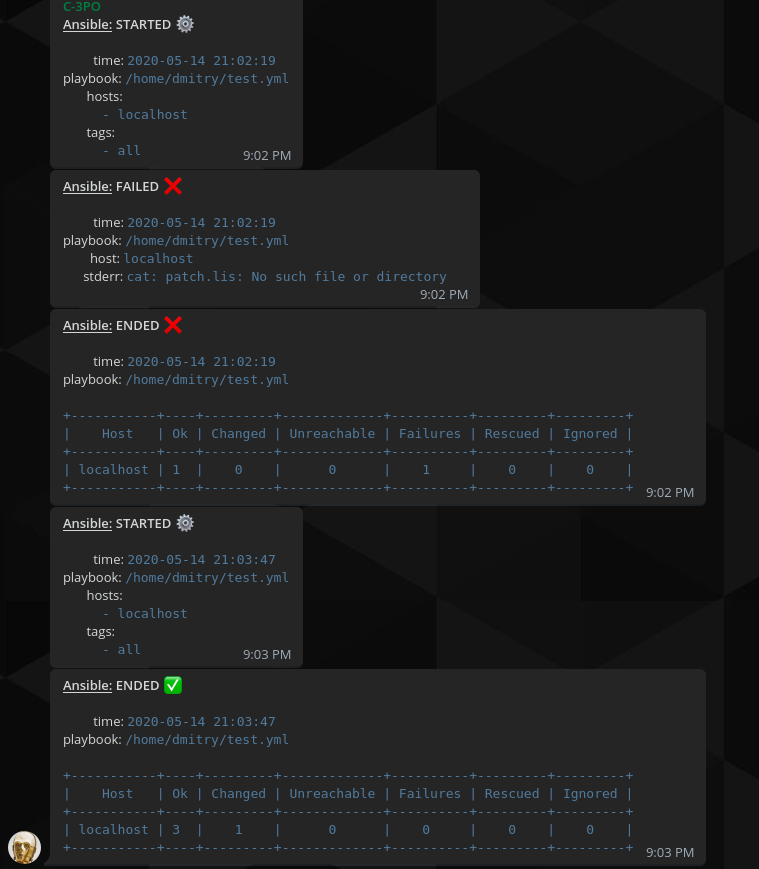 C-3PO
Ansible: STARTED ⚙️
time: 2020-05-14 21:02:19
playbook: /home/dmitry/test.yml
hosts:
- localhost
tags:
- all
9:02 PM
Ansible: FAILED ❌
time: 2020-05-14 21:02:19
playbook: /home/dmitry/test.yml
host: localhost
stderr: cat: patch.lis: No such file or directory
9:02 PM
Ansible: ENDED ❌
time: 2020-05-14 21:02:19
playbook: /home/dmitry/test.yml
+-----------+----+---------+-------------+----------+---------+---------+
|    Host   | Ok | Changed | Unreachable | Failures | Rescued | Ignored |
+-----------+----+---------+-------------+----------+---------+---------+
| localhost | 1  |    0    |      0      |    1     |    0    |    0    |
+-----------+----+---------+-------------+----------+---------+---------+
9:02 PM
Ansible: STARTED ⚙️
time: 2020-05-14 21:03:47
playbook: /home/dmitry/test.yml
hosts:
- localhost
tags:
- all
9:03 PM
Ansible: ENDED ✅
time: 2020-05-14 21:03:47
playbook: /home/dmitry/test.yml
+-----------+----+---------+-------------+----------+---------+---------+
|    Host   | Ok | Changed | Unreachable | Failures | Rescued | Ignored |
+-----------+----+---------+-------------+----------+---------+---------+
| localhost | 3  |    1    |      0      |    0     |    0    |    0    |
+-----------+----+---------+-------------+----------+---------+---------+
9:03 PM